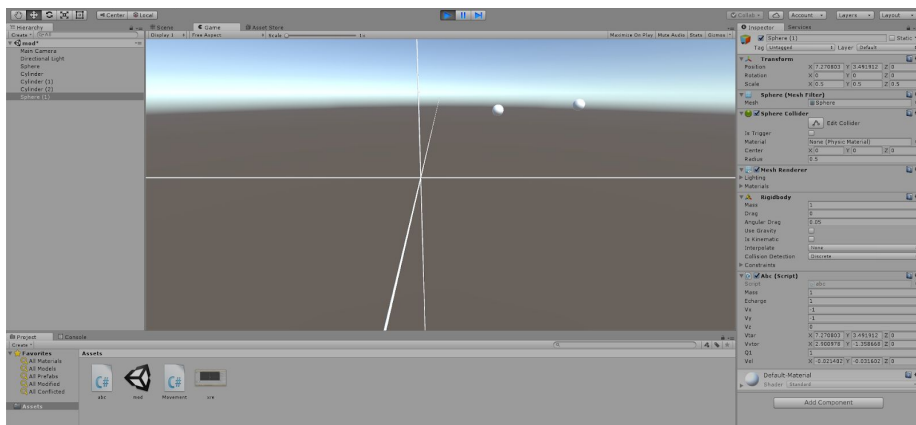 Center Local
Collab Account Layers Layout
Hierarchy
Create All
mod*
Main Camera
Directional Light
Sphere
Cylinder
Cylinder (1)
Cylinder (2)
Sphere (1)
Scene Game Asset Store
Display 1 Free Aspect Scale 1x Maximize On Play Mute Audio Stats Gizmos
Inspector Services
Sphere (1) Static
Tag Untagged Layer Default
Transform
Position X 7.270803 Y 3.491912 Z 0
Rotation X 0 Y 0 Z 0
Scale X 0.5 Y 0.5 Z 0.5
Sphere (Mesh Filter)
Mesh Sphere
Sphere Collider
Edit Collider
Is Trigger
Material None (Physic Material)
Center X 0 Y 0 Z 0
Radius 0.5
Mesh Renderer
Lighting
Materials
Rigidbody
Mass 1
Drag 0
Angular Drag 0.05
Use Gravity
Is Kinematic
Interpolate None
Collision Detection Discrete
Constraints
Abc (Script)
Script abc
Mass 1
Echarge 1
Vx -1
Vy -1
Vz 0
Vtar X 7.270803 Y 3.491912 Z 0
Vstor X 2.900978 Y -1.358668 Z 0
Q1 1
Vel X -0.031402 Y -0.031602 Z 0
Default-Material
Shader Standard
Add Component
Project Console
Create
Favorites
All Materials
All Models
All Prefabs
All Modified
All Conflicted
Assets
Assets
abc mod Movement